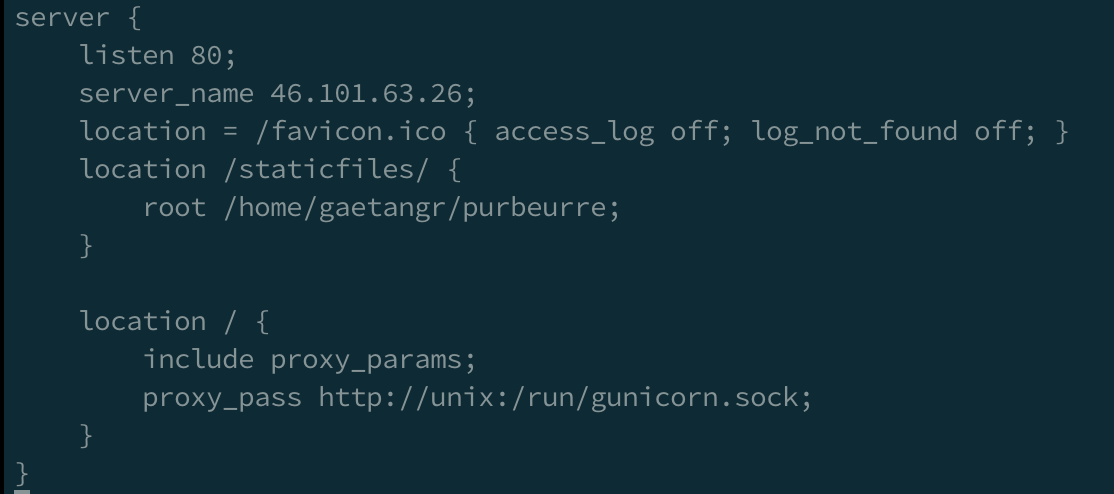 server {
    listen 80;
    server_name 46.101.63.26;
    location = /favicon.ico { access_log off; log_not_found off; }
    location /staticfiles/ {
        root /home/gaetangr/purbeurre;
    }

    location / {
        include proxy_params;
        proxy_pass http://unix:/run/gunicorn.sock;
    }
}